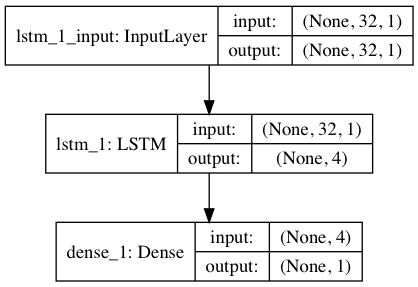 lstm_1_input: InputLayer
input: (None, 32, 1)
output: (None, 32, 1)
lstm_1: LSTM
input: (None, 32, 1)
output: (None, 4)
dense_1: Dense
input: (None, 4)
output: (None, 1)